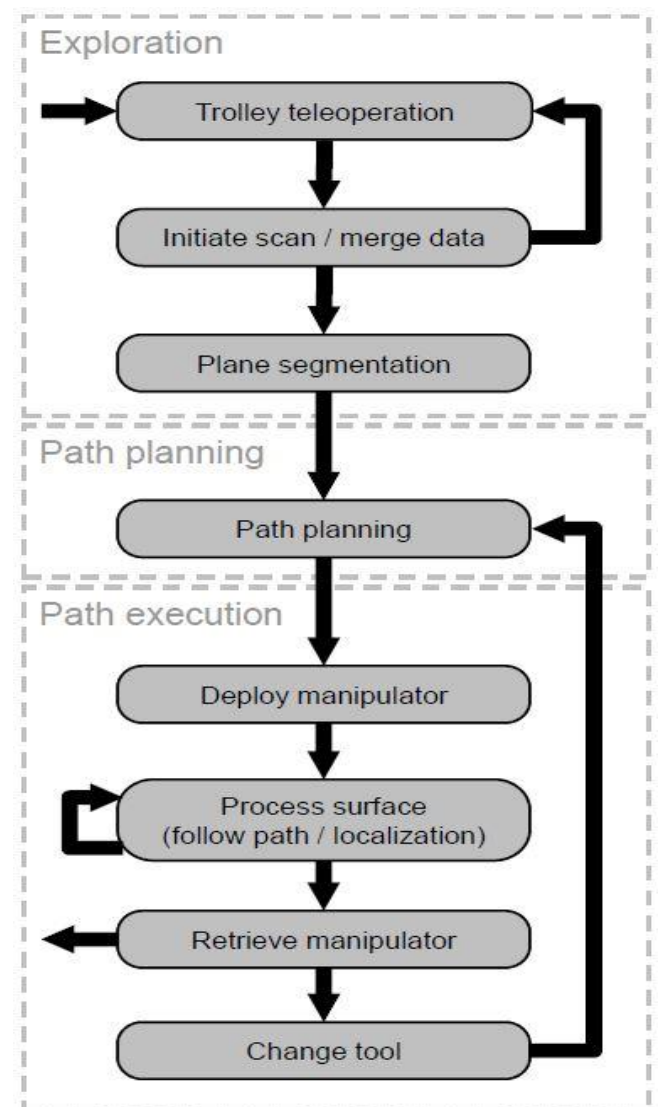 Exploration
Trolley teleoperation
Initiate scan / merge data
Plane segmentation
Path planning
Path planning
Path execution
Deploy manipulator
Process surface
(follow path / localization)
Retrieve manipulator
Change tool